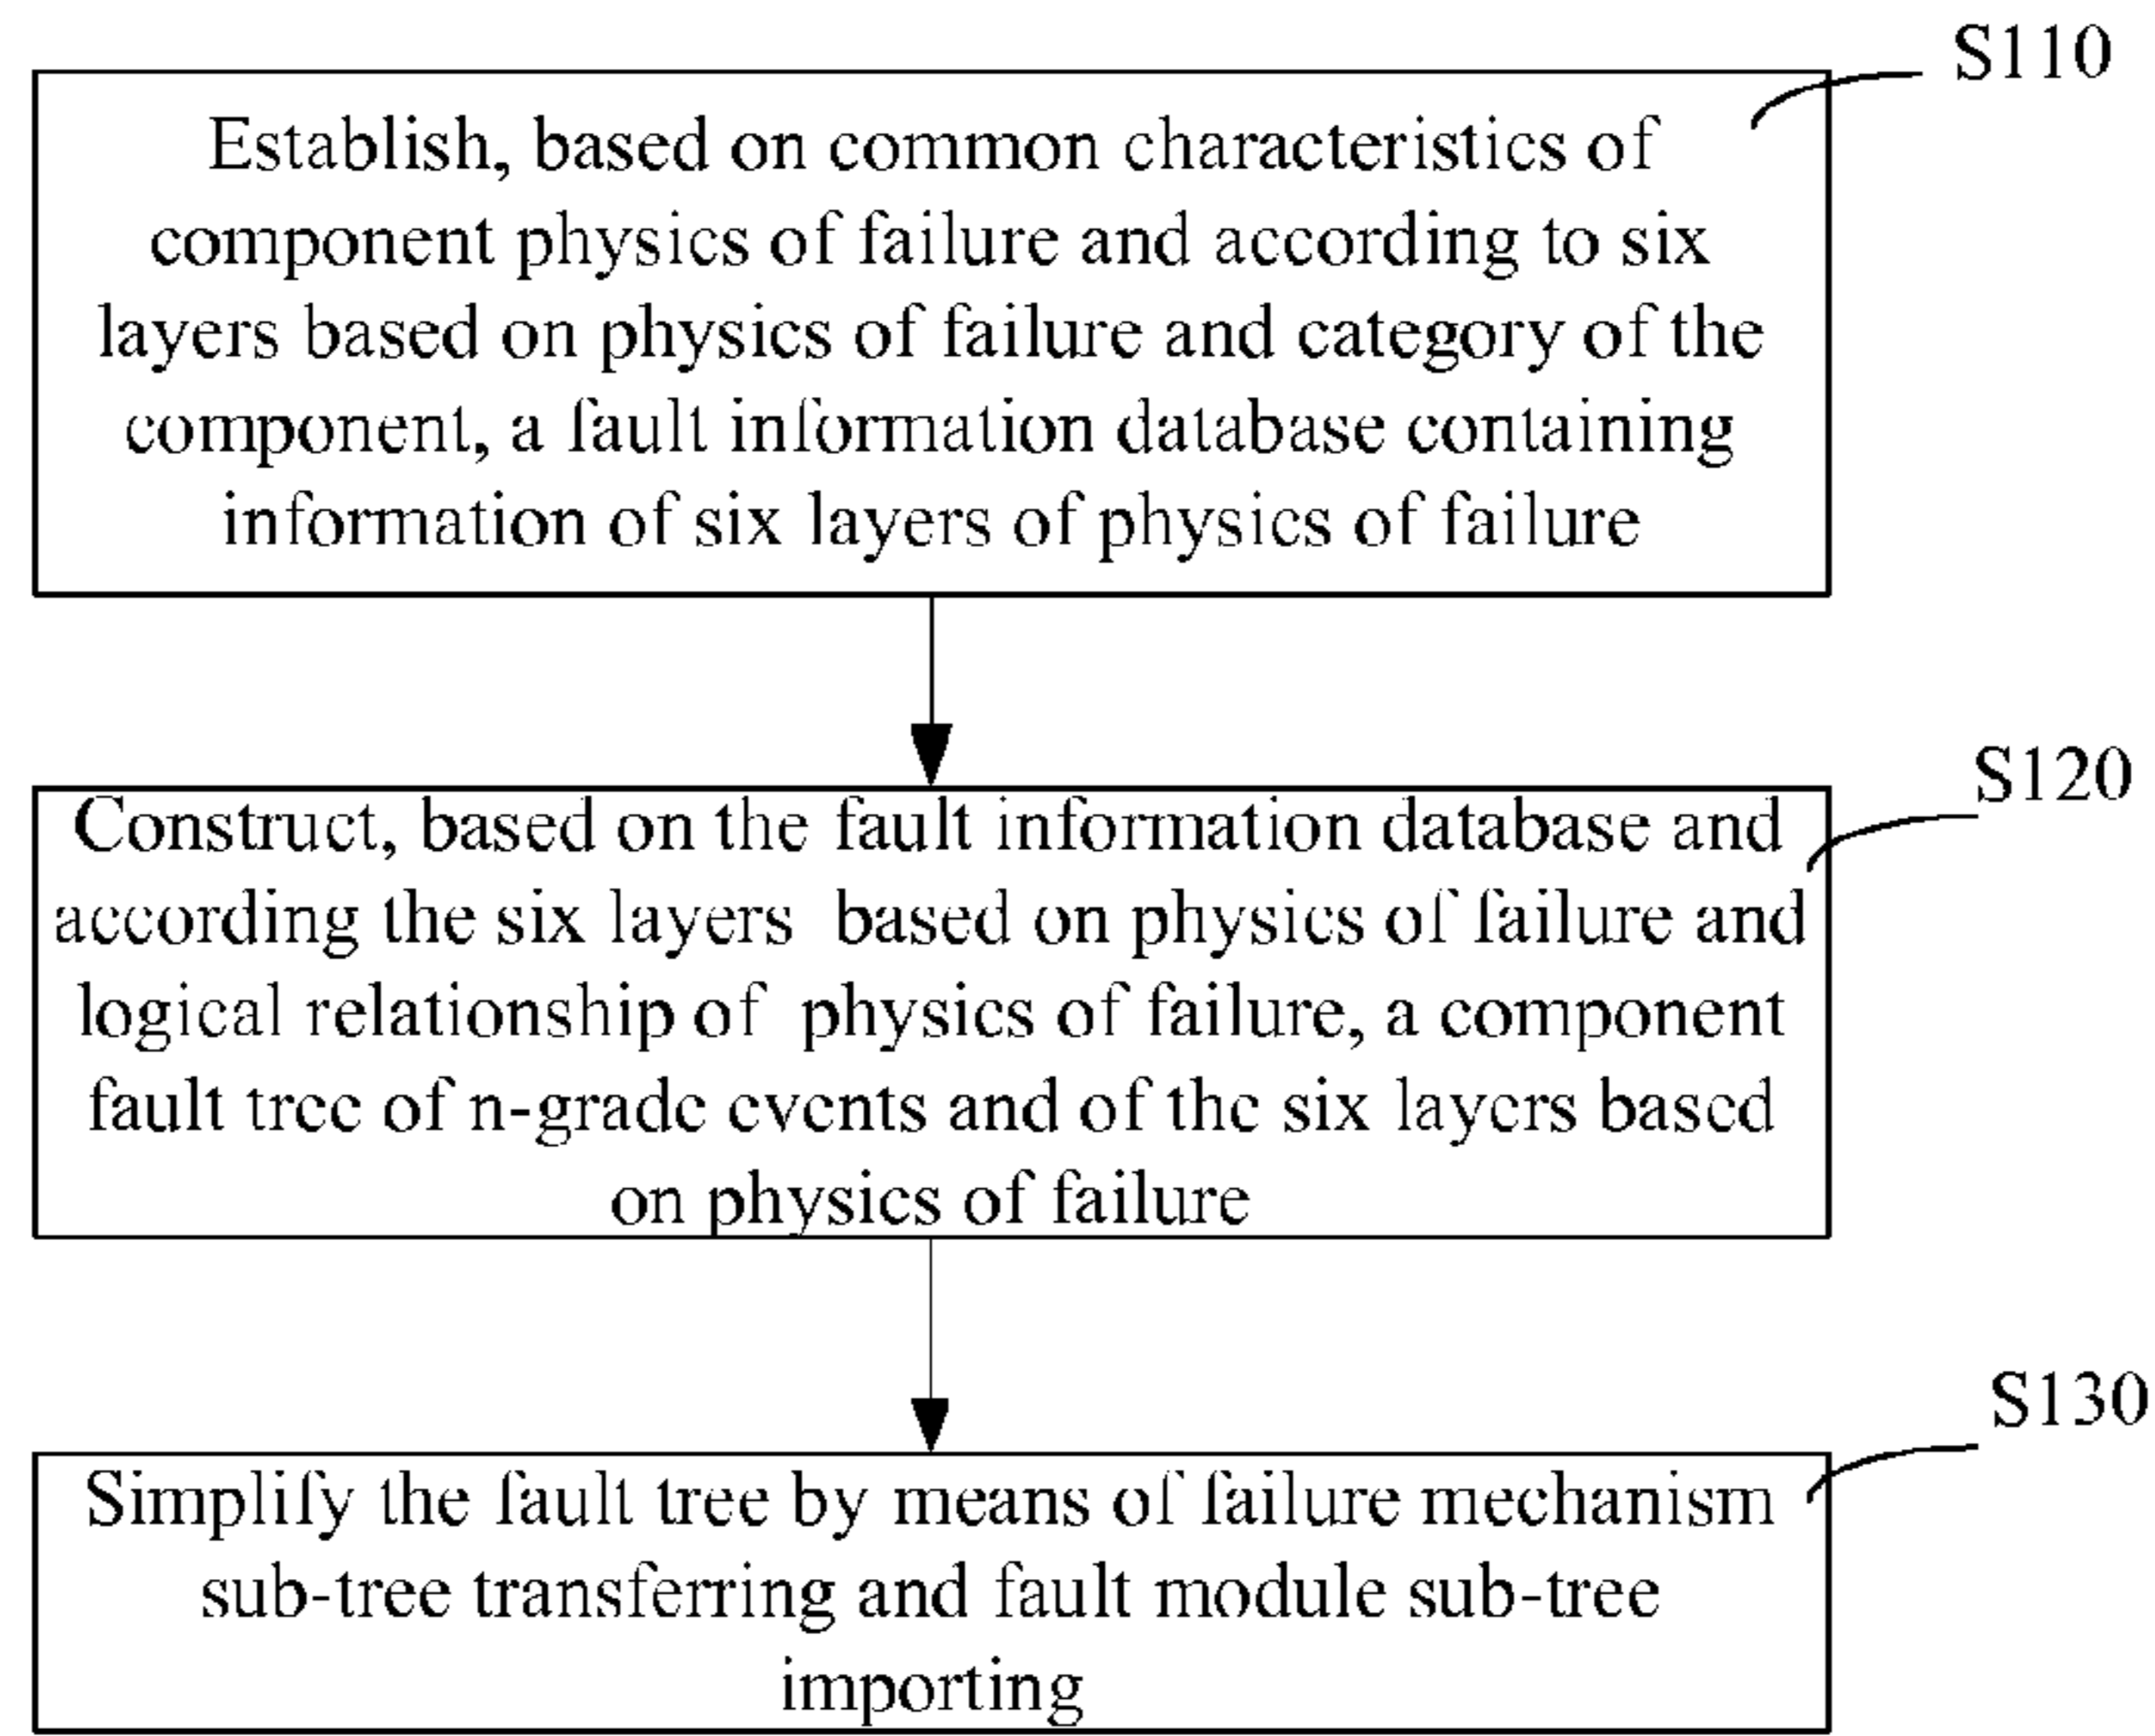 S110
Establish, based on common characteristics of
component physics of failure and according to six
layers based on physics of failure and category of the
component, a fault information database containing
information of six layers of physics of failure
S120
Construct, based on the fault information database and
according the six layers based on physics of failure and
logical relationship of physics of failure, a component
fault tree of n-grade events and of the six layers based
on physics of failure
S130
Simplify the fault tree by means of failure mechanism
sub-tree transferring and fault module sub-tree
importing